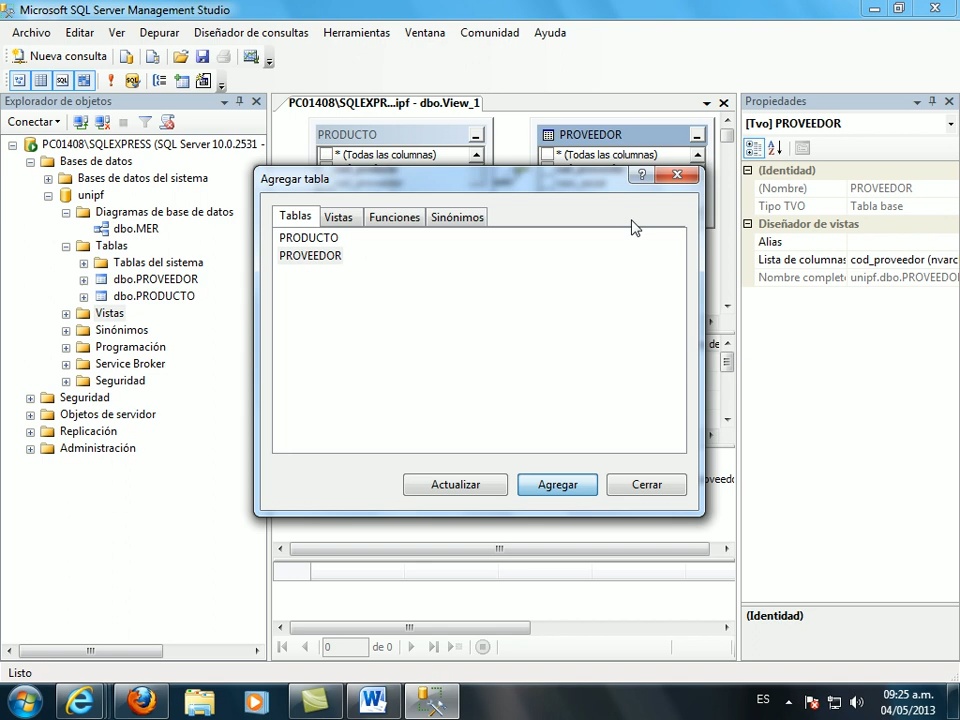 Microsoft SQL Server Management Studio
Archivo Editar Ver Depurar Diseñador de consultas Herramientas Ventana Comunidad Ayuda
Nueva consulta
Explorador de objetos
Conectar
PC01408\SQLEXPRESS (SQL Server 10.0.2531 -
Bases de datos
Bases de datos del sistema
unipf
Diagramas de base de datos
dbo.MER
Tablas
Tablas del sistema
dbo.PROVEEDOR
dbo.PRODUCTO
Vistas
Sinónimos
Programación
Service Broker
Seguridad
Seguridad
Objetos de servidor
Replicación
Administración
PC01408\SQLEXPR...ipf - dbo.View_1
PRODUCTO
* (Todas las columnas)
PROVEEDOR
* (Todas las columnas)
Agregar tabla
Tablas Vistas Funciones Sinónimos
PRODUCTO
PROVEEDOR
Actualizar Agregar Cerrar
de
0 de 0
Propiedades
[Tvo] PROVEEDOR
(Identidad)
(Nombre) PROVEEDOR
Tipo TVO Tabla base
Diseñador de vistas
Alias
Lista de columnas cod_proveedor (nvarc
Nombre complet unipf.dbo.PROVEEDO
(Identidad)
Listo
ES
09:25 a.m.
04/05/2013